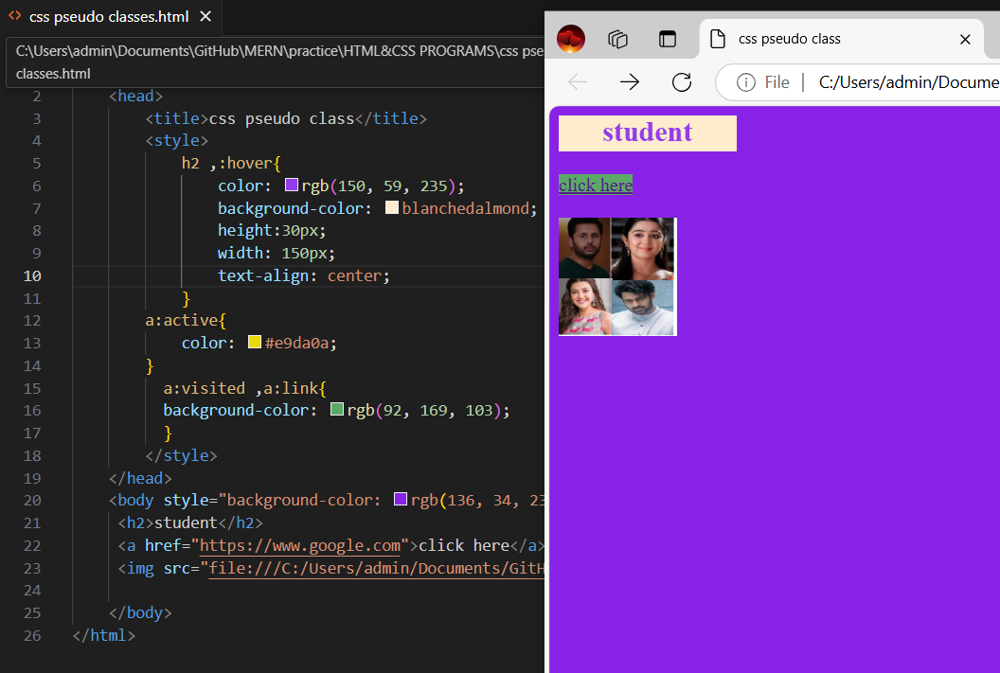 css pseudo classes.html
C:\Users\admin\Documents\GitHub\MERN\practice\HTML&CSS PROGRAMS\css pse
classes.html
2 <head>
3 <title>css pseudo class</title>
4 <style>
5 h2 ,:hover{
6 color: rgb(150, 59, 235);
7 background-color: blanchedalmond;
8 height:30px;
9 width: 150px;
10 text-align: center;
11 }
12 a:active{
13 color: #e9da0a;
14 }
15 a:visited ,a:link{
16 background-color: rgb(92, 169, 103);
17 }
18 </style>
19 </head>
20 <body style="background-color: rgb(136, 34, 23
21 <h2>student</h2>
22 <a href="https://www.google.com">click here</a>
23 <img src="file:///C:/Users/admin/Documents/GitH
24
25 </body>
26 </html>
css pseudo class
File C:/Users/admin/Docume
student
click here